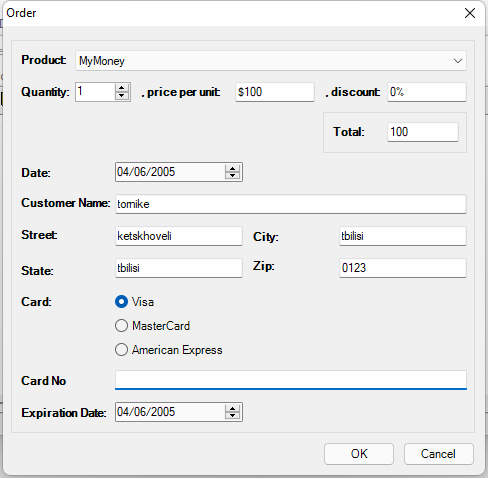 Order
Product: MyMoney
Quantity: 1 , price per unit: $100 , discount: 0%
Total: 100
Date: 04/06/2005
Customer Name: tornike
Street: ketskhoveli City: tbilisi
State: tbilisi Zip: 0123
Card: Visa
MasterCard
American Express
Card No
Expiration Date: 04/06/2005
OK Cancel